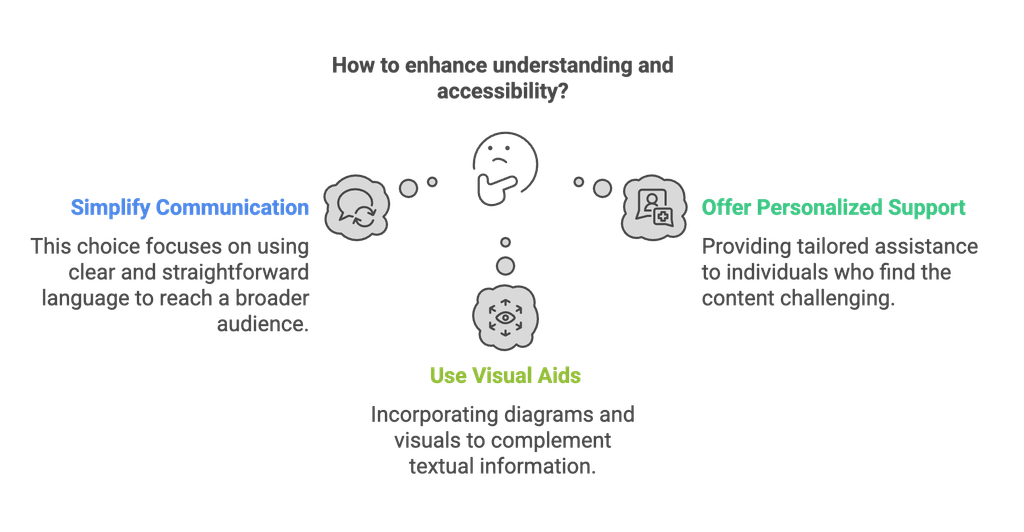 How to enhance understanding and
accessibility?
Simplify Communication
This choice focuses on using
clear and straightforward
language to reach a broader
audience.
Offer Personalized Support
Providing tailored assistance
to individuals who find the
content challenging.
Use Visual Aids
Incorporating diagrams and
visuals to complement
textual information.